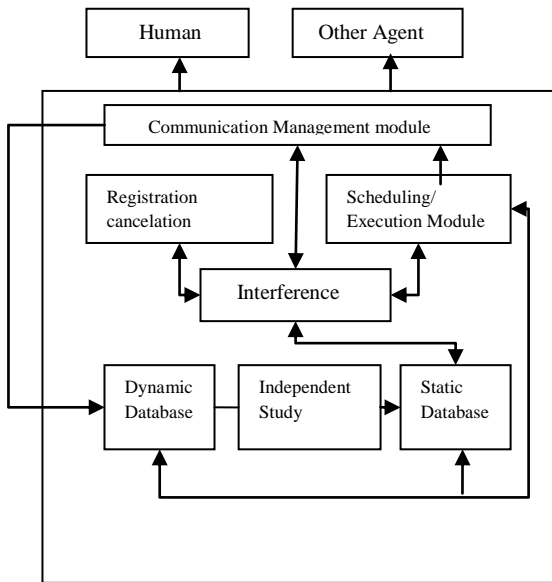 Human
Other Agent
Communication Management module
Registration
cancelation
Scheduling/
Execution Module
Interference
Dynamic
Database
Independent
Study
Static
Database